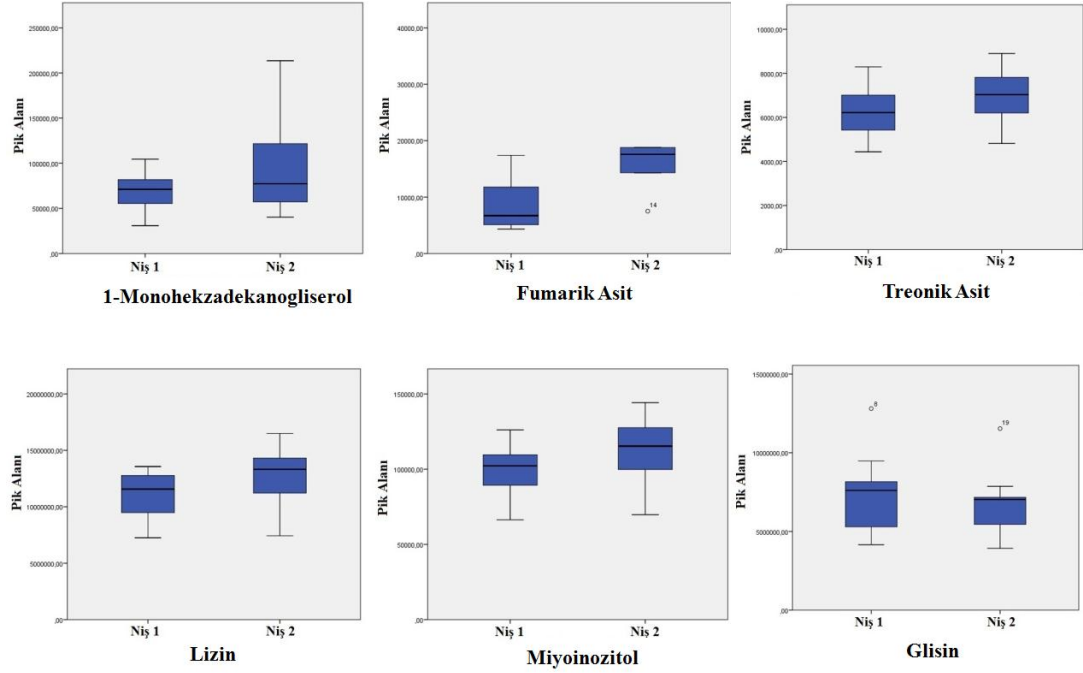 250000,00
200000,00
150000,00
100000,00
50000,00
,00
Pik Alanı
Niş 1 Niş 2
1-Monohekzadekanogliserol
40000,00
30000,00
20000,00
10000,00
,00
Pik Alanı
14
Niş 1 Niş 2
Fumarik Asit
10000,00
8000,00
6000,00
4000,00
2000,00
,00
Pik Alanı
Niş 1 Niş 2
Treonik Asit
20000000,00
15000000,00
10000000,00
5000000,00
,00
Pik Alanı
Niş 1 Niş 2
Lizin
150000,00
100000,00
50000,00
,00
Pik Alanı
Niş 1 Niş 2
Miyoinozitol
15000000,00
10000000,00
5000000,00
,00
Pik Alanı
8
19
Niş 1 Niş 2
Glisin